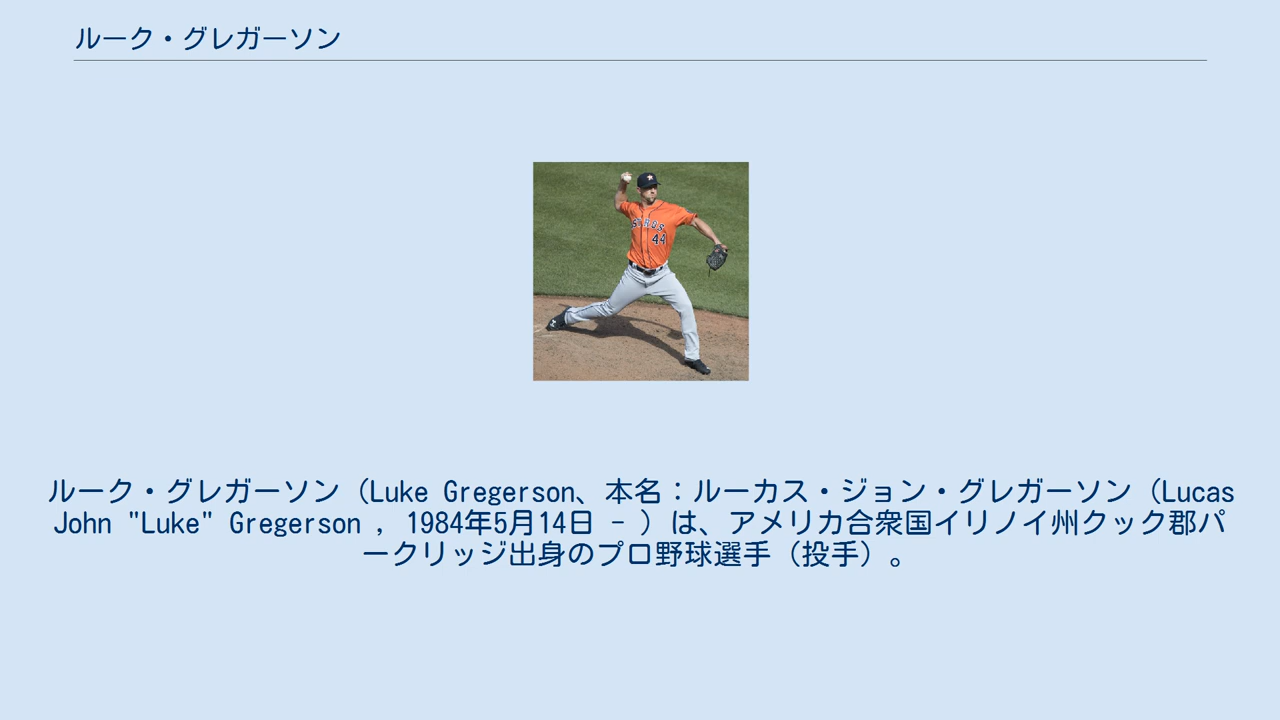 ルーク・グレガーソン
ASTROS
44
ルーク・グレガーソン（Luke Gregerson、本名：ルーカス・ジョン・グレガーソン（Lucas
John "Luke" Gregerson , 1984年5月14日 - ）は、アメリカ合衆国イリノイ州クック郡パ
ークリッジ出身のプロ野球選手（投手）。